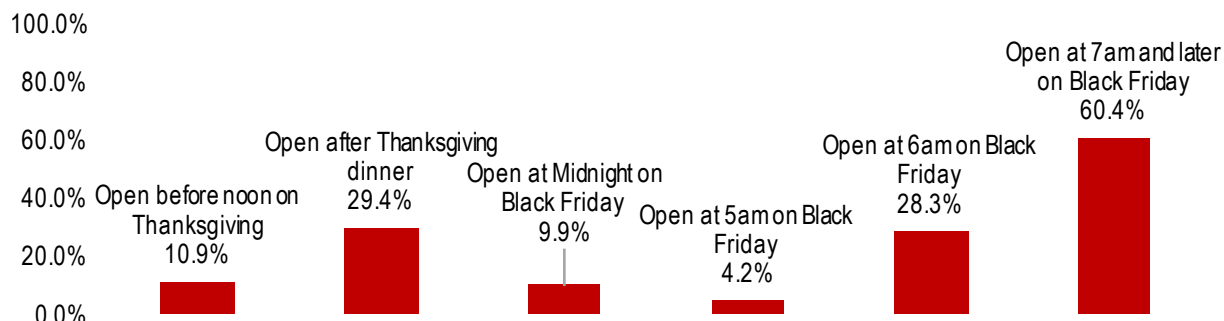 100.0%
80.0%
60.0%
40.0%
20.0%
0.0%
Open before noon on
Thanksgiving
10.9%
Open after Thanksgiving
dinner
29.4%
Open at Midnight on
Black Friday
9.9%
Open at 5am on Black
Friday
4.2%
Open at 6am on Black
Friday
28.3%
Open at 7am and later
on Black Friday
60.4%